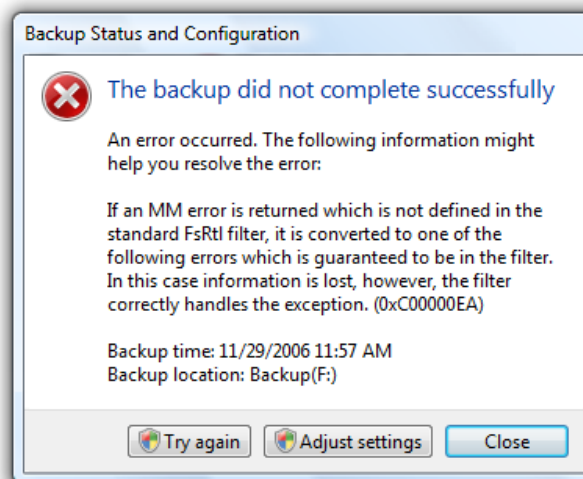 Backup Status and Configuration
The backup did not complete successfully
An error occurred. The following information might
help you resolve the error:
If an MM error is returned which is not defined in the
standard FsRtl filter, it is converted to one of the
following errors which is guaranteed to be in the filter.
In this case information is lost, however, the filter
correctly handles the exception. (0xC00000EA)
Backup time: 11/29/2006 11:57 AM
Backup location: Backup(F:)
Try again
Adjust settings
Close